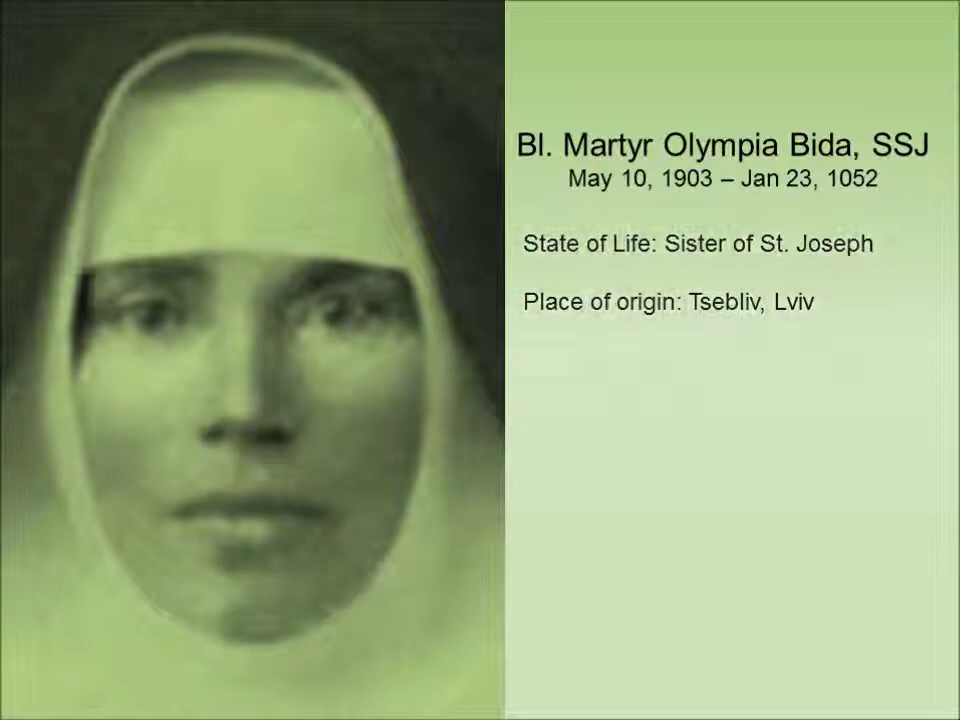 Bl. Martyr Olympia Bida, SSJ
May 10, 1903 – Jan 23, 1052
State of Life: Sister of St. Joseph
Place of origin: Tsebliv, Lviv